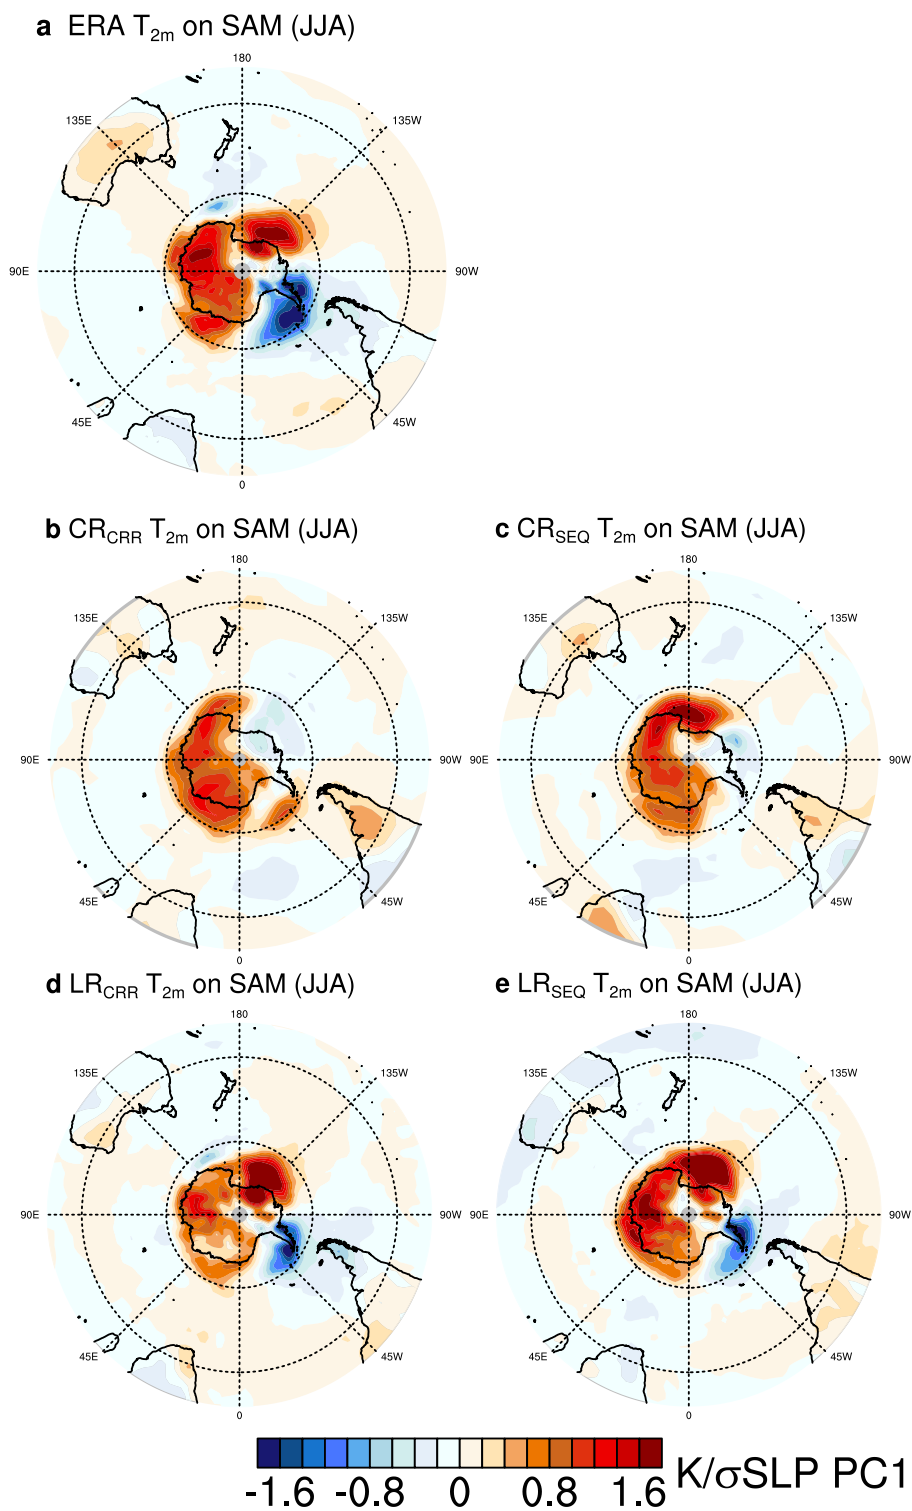 a ERA T2m on SAM (JJA)
180
135E
135W
90E
90W
45E
45W
0
b CRCRR T2m on SAM (JJA)
c CRSEQ T2m on SAM (JJA)
180
180
135E
135W
135E
135W
90E
90W
90E
90W
45E
45W
45E
45W
0
0
d LRCRR T2m on SAM (JJA)
e LRSEQ T2m on SAM (JJA)
180
180
135E
135W
135E
135W
90E
90W
90E
90W
45E
45W
45E
45W
0
0
-1.6 -0.8 0 0.8 1.6 K/σSLP PC1